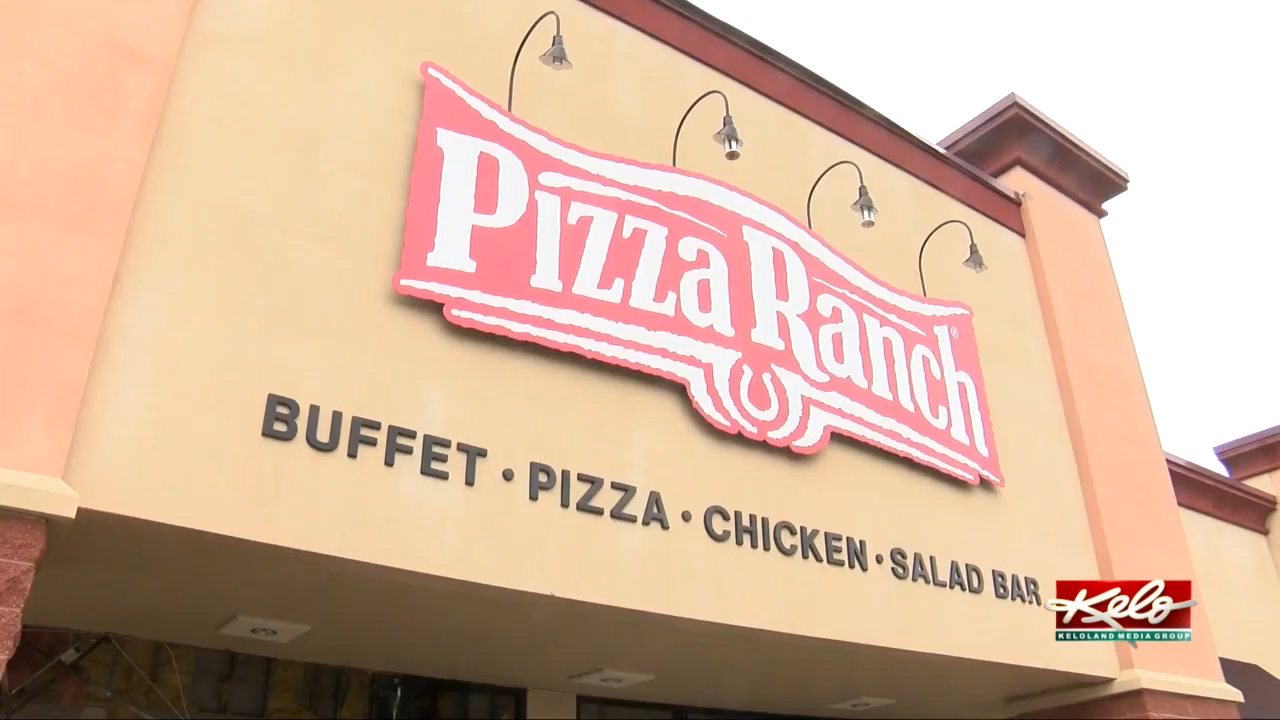 Pizza Ranch®
BUFFET • PIZZA • CHICKEN • SALAD BAR
Kelo
KELOLAND MEDIA GROUP